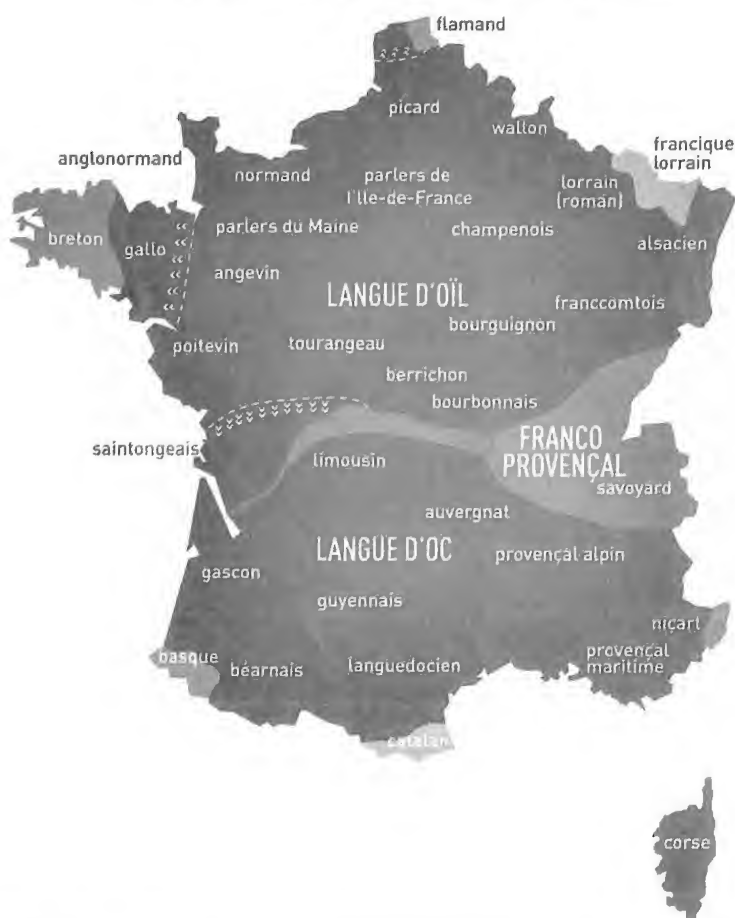 flamand
picard
wallon
francique
lorrain
anglonormand
normand
parlers de
l'Ile-de-France
lorrain
(roman)
parlers du Maine
champenois
breton
gallo
alsacien
angevin
LANGUE D'OÏL
franccomtois
bourguignon
poitevin
tourangeau
berrichon
bourbonnais
saintongeais
limousin
FRANCO
PROVENÇAL
savoyard
auvergnat
LANGUE D'OC
provençal alpin
gascon
guyennais
niçart
basque
béarnais
languedocien
provençal
maritime
catalan
corse